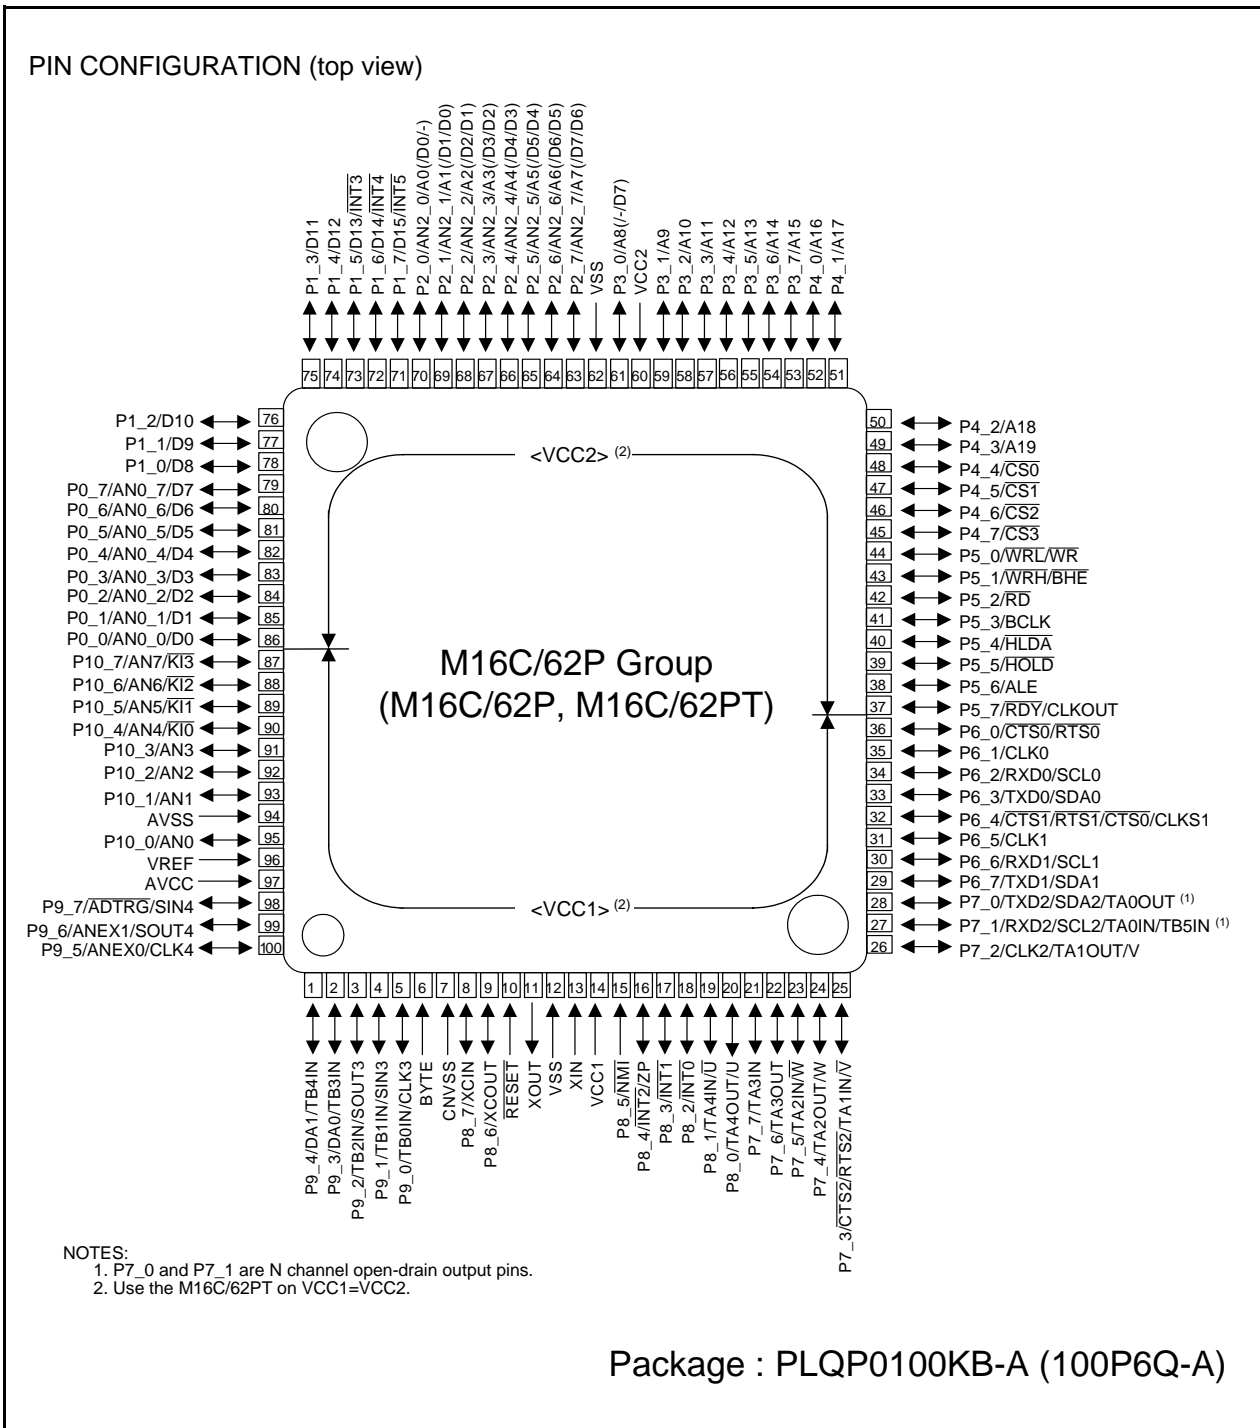 PIN CONFIGURATION (top view)
P1_3/D11
P1_4/D12
P1_5/D13/INT3
P1_6/D14/INT4
P1_7/D15/INT5
P2_0/AN2_0/A0(/D0/-)
P2_1/AN2_1/A1(/D1/D0)
P2_2/AN2_2/A2(/D2/D1)
P2_3/AN2_3/A3(/D3/D2)
P2_4/AN2_4/A4(/D4/D3)
P2_5/AN2_5/A5(/D5/D4)
P2_6/AN2_6/A6(/D6/D5)
P2_7/AN2_7/A7(/D7/D6)
VSS
P3_0/A8(/-/D7)
VCC2
P3_1/A9
P3_2/A10
P3_3/A11
P3_4/A12
P3_5/A13
P3_6/A14
P3_7/A15
P4_0/A16
P4_1/A17
75 74 73 72 71 70 69 68 67 66 65 64 63 62 61 60 59 58 57 56 55 54 53 52 51
P1_2/D10 76
P1_1/D9 77
P1_0/D8 78
P0_7/AN0_7/D7 79
P0_6/AN0_6/D6 80
P0_5/AN0_5/D5 81
P0_4/AN0_4/D4 82
P0_3/AN0_3/D3 83
P0_2/AN0_2/D2 84
P0_1/AN0_1/D1 85
P0_0/AN0_0/D0 86
P10_7/AN7/KI3 87
P10_6/AN6/KI2 88
P10_5/AN5/KI1 89
P10_4/AN4/KI0 90
P10_3/AN3 91
P10_2/AN2 92
P10_1/AN1 93
AVSS 94
P10_0/AN0 95
VREF 96
AVCC 97
P9_7/ADTRG/SIN4 98
P9_6/ANEX1/SOUT4 99
P9_5/ANEX0/CLK4 100
<VCC2> (2)
M16C/62P Group
(M16C/62P, M16C/62PT)
<VCC1> (2)
50 P4_2/A18
49 P4_3/A19
48 P4_4/CS0
47 P4_5/CS1
46 P4_6/CS2
45 P4_7/CS3
44 P5_0/WRL/WR
43 P5_1/WRH/BHE
42 P5_2/RD
41 P5_3/BCLK
40 P5_4/HLDA
39 P5_5/HOLD
38 P5_6/ALE
37 P5_7/RDY/CLKOUT
36 P6_0/CTS0/RTS0
35 P6_1/CLK0
34 P6_2/RXD0/SCL0
33 P6_3/TXD0/SDA0
32 P6_4/CTS1/RTS1/CTS0/CLKS1
31 P6_5/CLK1
30 P6_6/RXD1/SCL1
29 P6_7/TXD1/SDA1
28 P7_0/TXD2/SDA2/TA0OUT (1)
27 P7_1/RXD2/SCL2/TA0IN/TB5IN (1)
26 P7_2/CLK2/TA1OUT/V
1 2 3 4 5 6 7 8 9 10 11 12 13 14 15 16 17 18 19 20 21 22 23 24 25
P9_4/DA1/TB4IN
P9_3/DA0/TB3IN
P9_2/TB2IN/SOUT3
P9_1/TB1IN/SIN3
P9_0/TB0IN/CLK3
BYTE
CNVSS
P8_7/XCIN
P8_6/XCOUT
RESET
XOUT
VSS
XIN
VCC1
P8_5/NMI
P8_4/INT2/ZP
P8_3/INT1
P8_2/INT0
P8_1/TA4IN/U
P8_0/TA4OUT/U
P7_7/TA3IN
P7_6/TA3OUT
P7_5/TA2IN/W
P7_4/TA2OUT/W
P7_3/CTS2/RTS2/TA1IN/V
NOTES:
1. P7_0 and P7_1 are N channel open-drain output pins.
2. Use the M16C/62PT on VCC1=VCC2.
Package : PLQP0100KB-A (100P6Q-A)